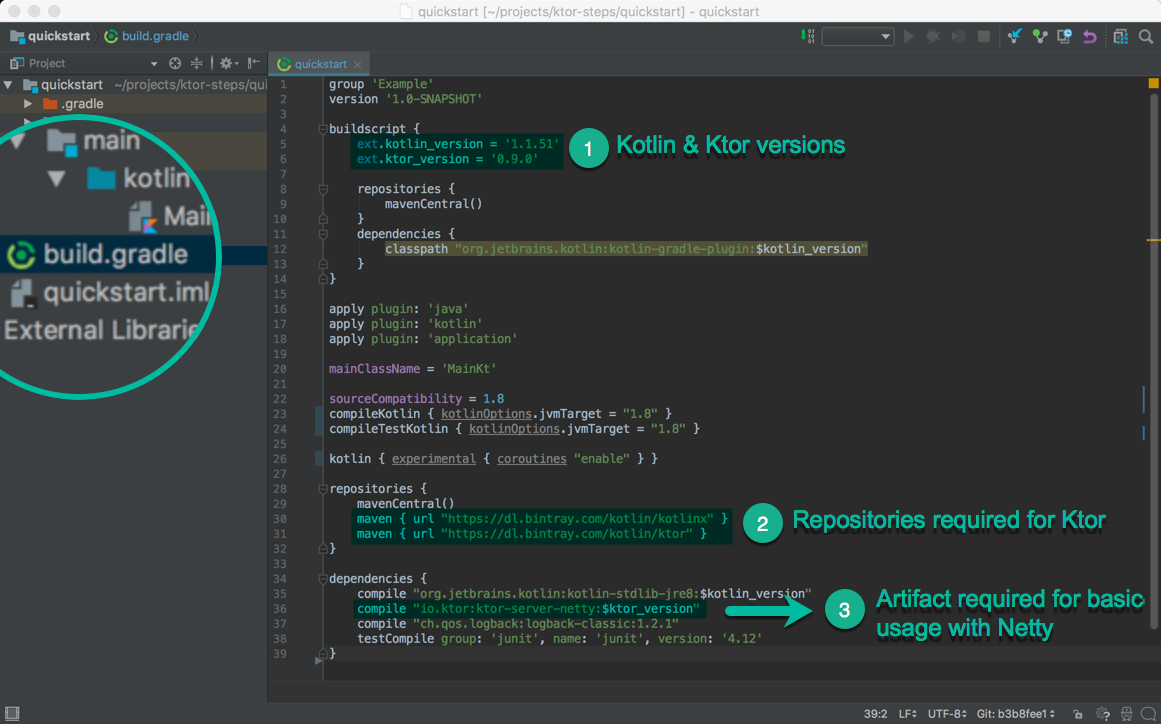 quickstart [~/projects/ktor-steps/quickstart] - quickstart
quickstart build.gradle
Project
quickstart
quickstart ~/projects/ktor-steps/qui
.gradle
main
kotlin
Main
build.gradle
quickstart.iml
External Librarie
1 group 'Example'
2 version '1.0-SNAPSHOT'
3
4 buildscript {
5 ext.kotlin_version = '1.1.51'
6 ext.ktor_version = '0.9.0'
1 Kotlin & Ktor versions
7
8 repositories {
9 mavenCentral()
10 }
11 dependencies {
12 classpath "org.jetbrains.kotlin:kotlin-gradle-plugin:$kotlin_version"
13 }
14 }
15
16 apply plugin: 'java'
17 apply plugin: 'kotlin'
18 apply plugin: 'application'
19
20 mainClassName = 'MainKt'
21
22 sourceCompatibility = 1.8
23 compileKotlin { kotlinOptions.jvmTarget = "1.8" }
24 compileTestKotlin { kotlinOptions.jvmTarget = "1.8" }
25
26 kotlin { experimental { coroutines "enable" } }
27
28 repositories {
29 mavenCentral()
30 maven { url "https://dl.bintray.com/kotlin/kotlinx" }
31 maven { url "https://dl.bintray.com/kotlin/ktor" }
2 Repositories required for Ktor
32 }
33
34 dependencies {
35 compile "org.jetbrains.kotlin:kotlin-stdlib-jre8:$kotlin_version"
36 compile "io.ktor:ktor-server-netty:$ktor_version"
3 Artifact required for basic
usage with Netty
37 compile "ch.qos.logback:logback-classic:1.2.1"
38 testCompile group: 'junit', name: 'junit', version: '4.12'
39 }
39:2 LF UTF-8 Git: b3b8fee1